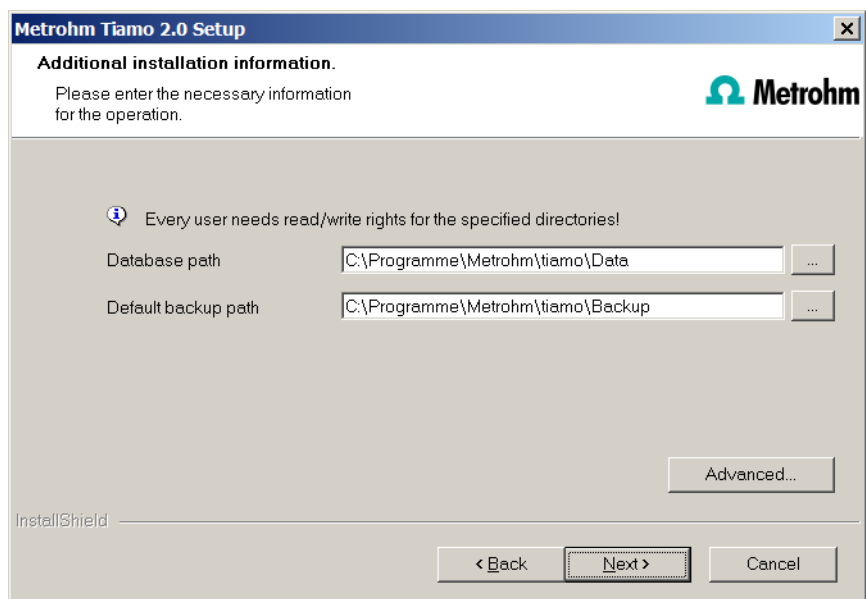 Metrohm Tiamo 2.0 Setup
Additional installation information.
Please enter the necessary information
for the operation.
Metrohm
Every user needs read/write rights for the specified directories!
Database path
C:\Programme\Metrohm\tiamo\Data
...
Default backup path
C:\Programme\Metrohm\tiamo\Backup
...
Advanced...
InstallShield
< Back
Next >
Cancel